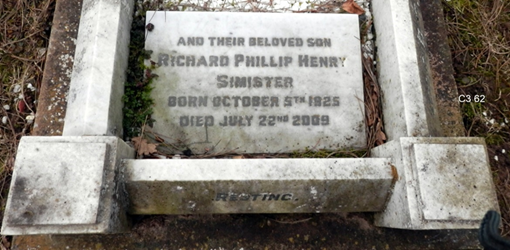 AND THEIR BELOVED SON
RICHARD PHILLIP HENRY
SIMISTER
BORN OCTOBER 5TH 1925
DIED JULY 22ND 2009
RESTING
C3 62